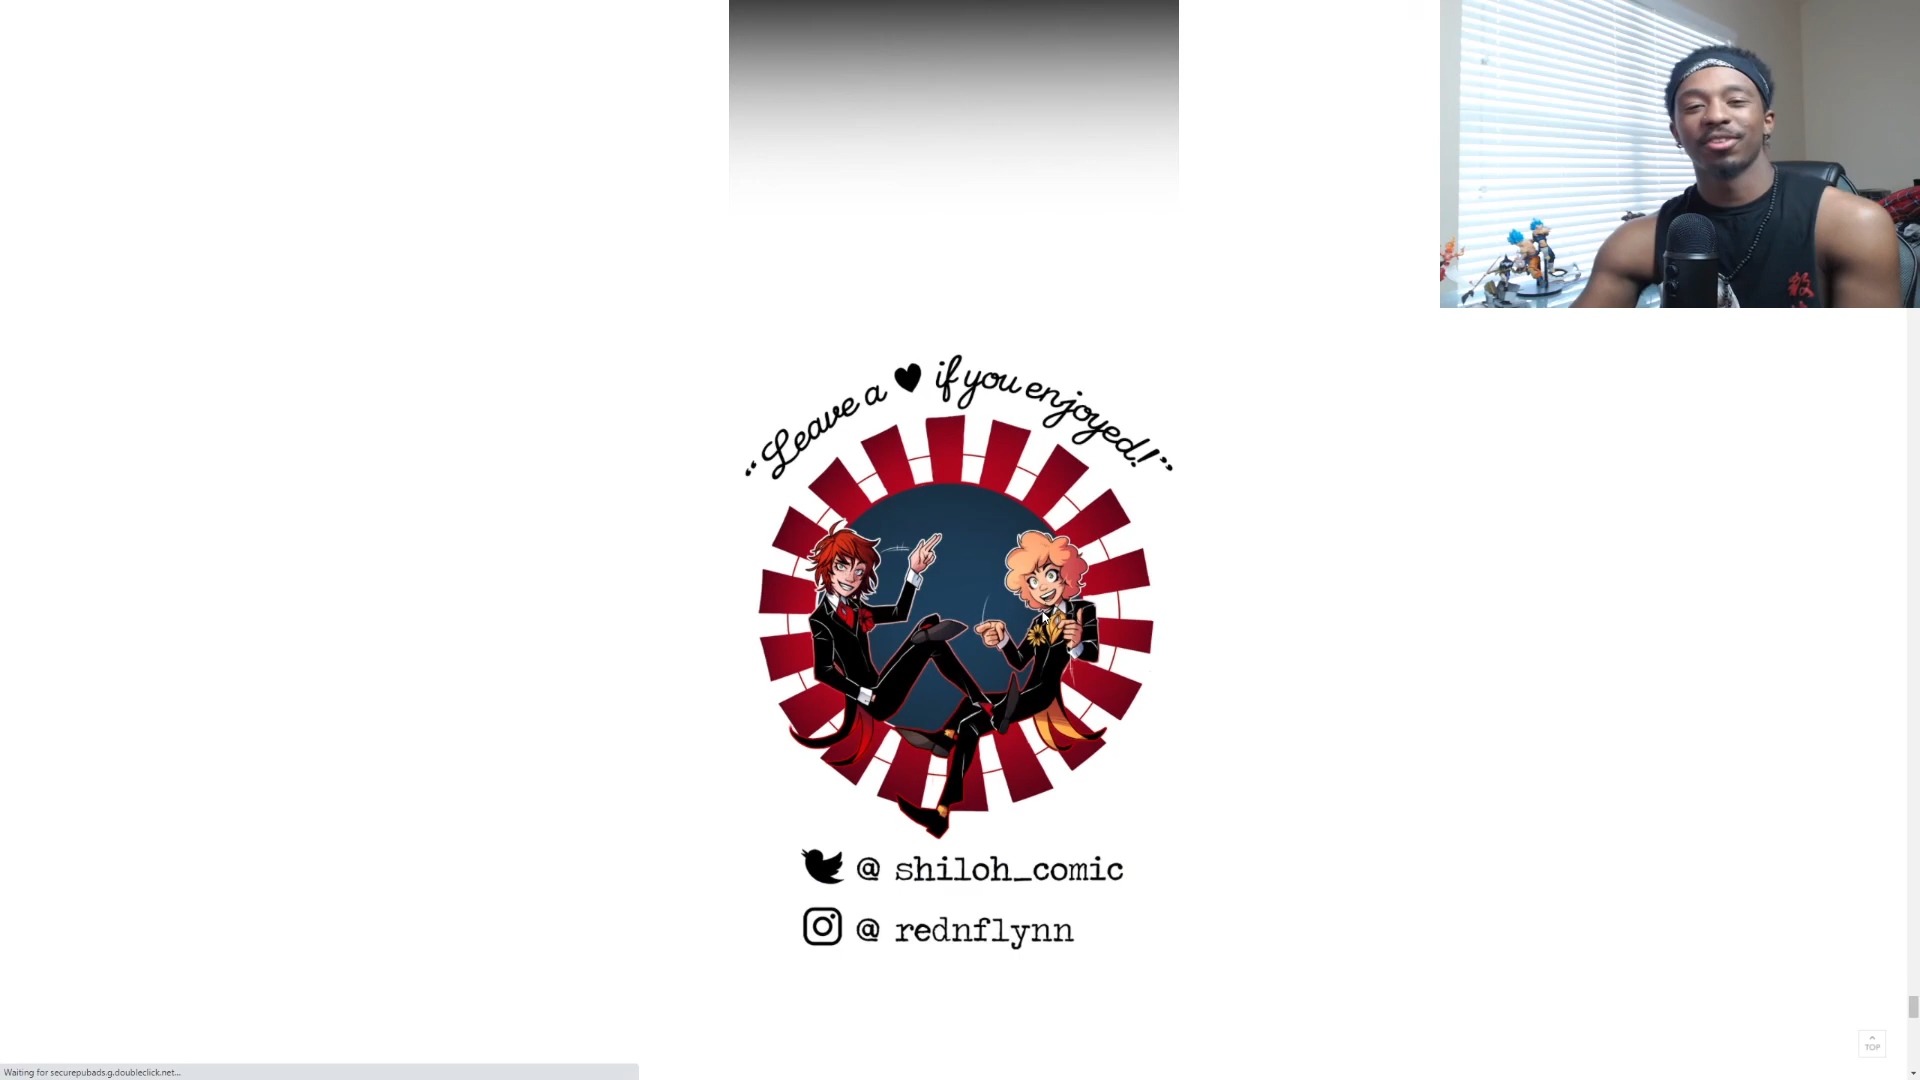 “Leave a ♥ if you enjoyed!”
@ shiloh_comic
@ rednflynn
TOP
Waiting for securepubads.g.doubleclick.net...